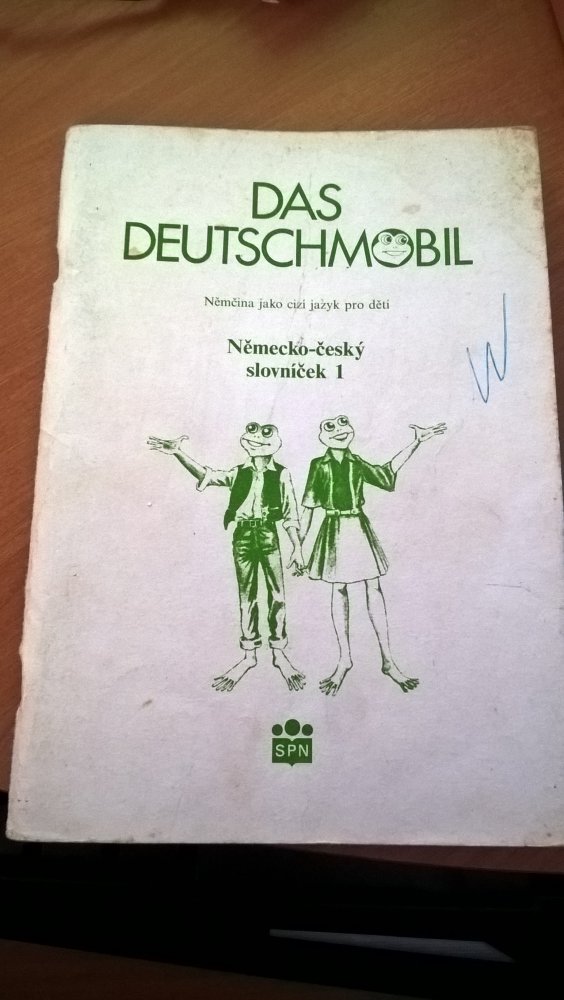 DAS
DEUTSCHMOBIL
Němčina jako cizí jazyk pro děti
Německo-český
slovníček 1
W
SPN